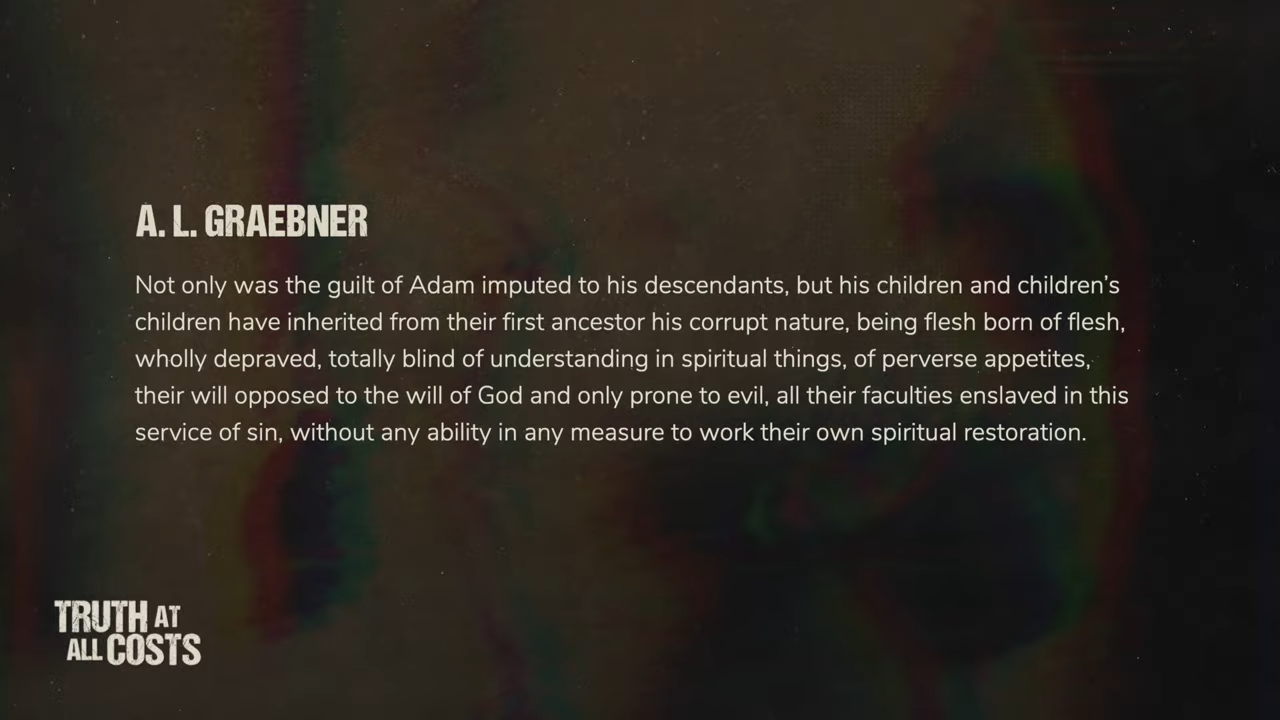 A. L. GRAEBNER
Not only was the guilt of Adam imputed to his descendants, but his children and children’s
children have inherited from their first ancestor his corrupt nature, being flesh born of flesh,
wholly depraved, totally blind of understanding in spiritual things, of perverse appetites,
their will opposed to the will of God and only prone to evil, all their faculties enslaved in this
service of sin, without any ability in any measure to work their own spiritual restoration.
TRUTH AT
ALL COSTS